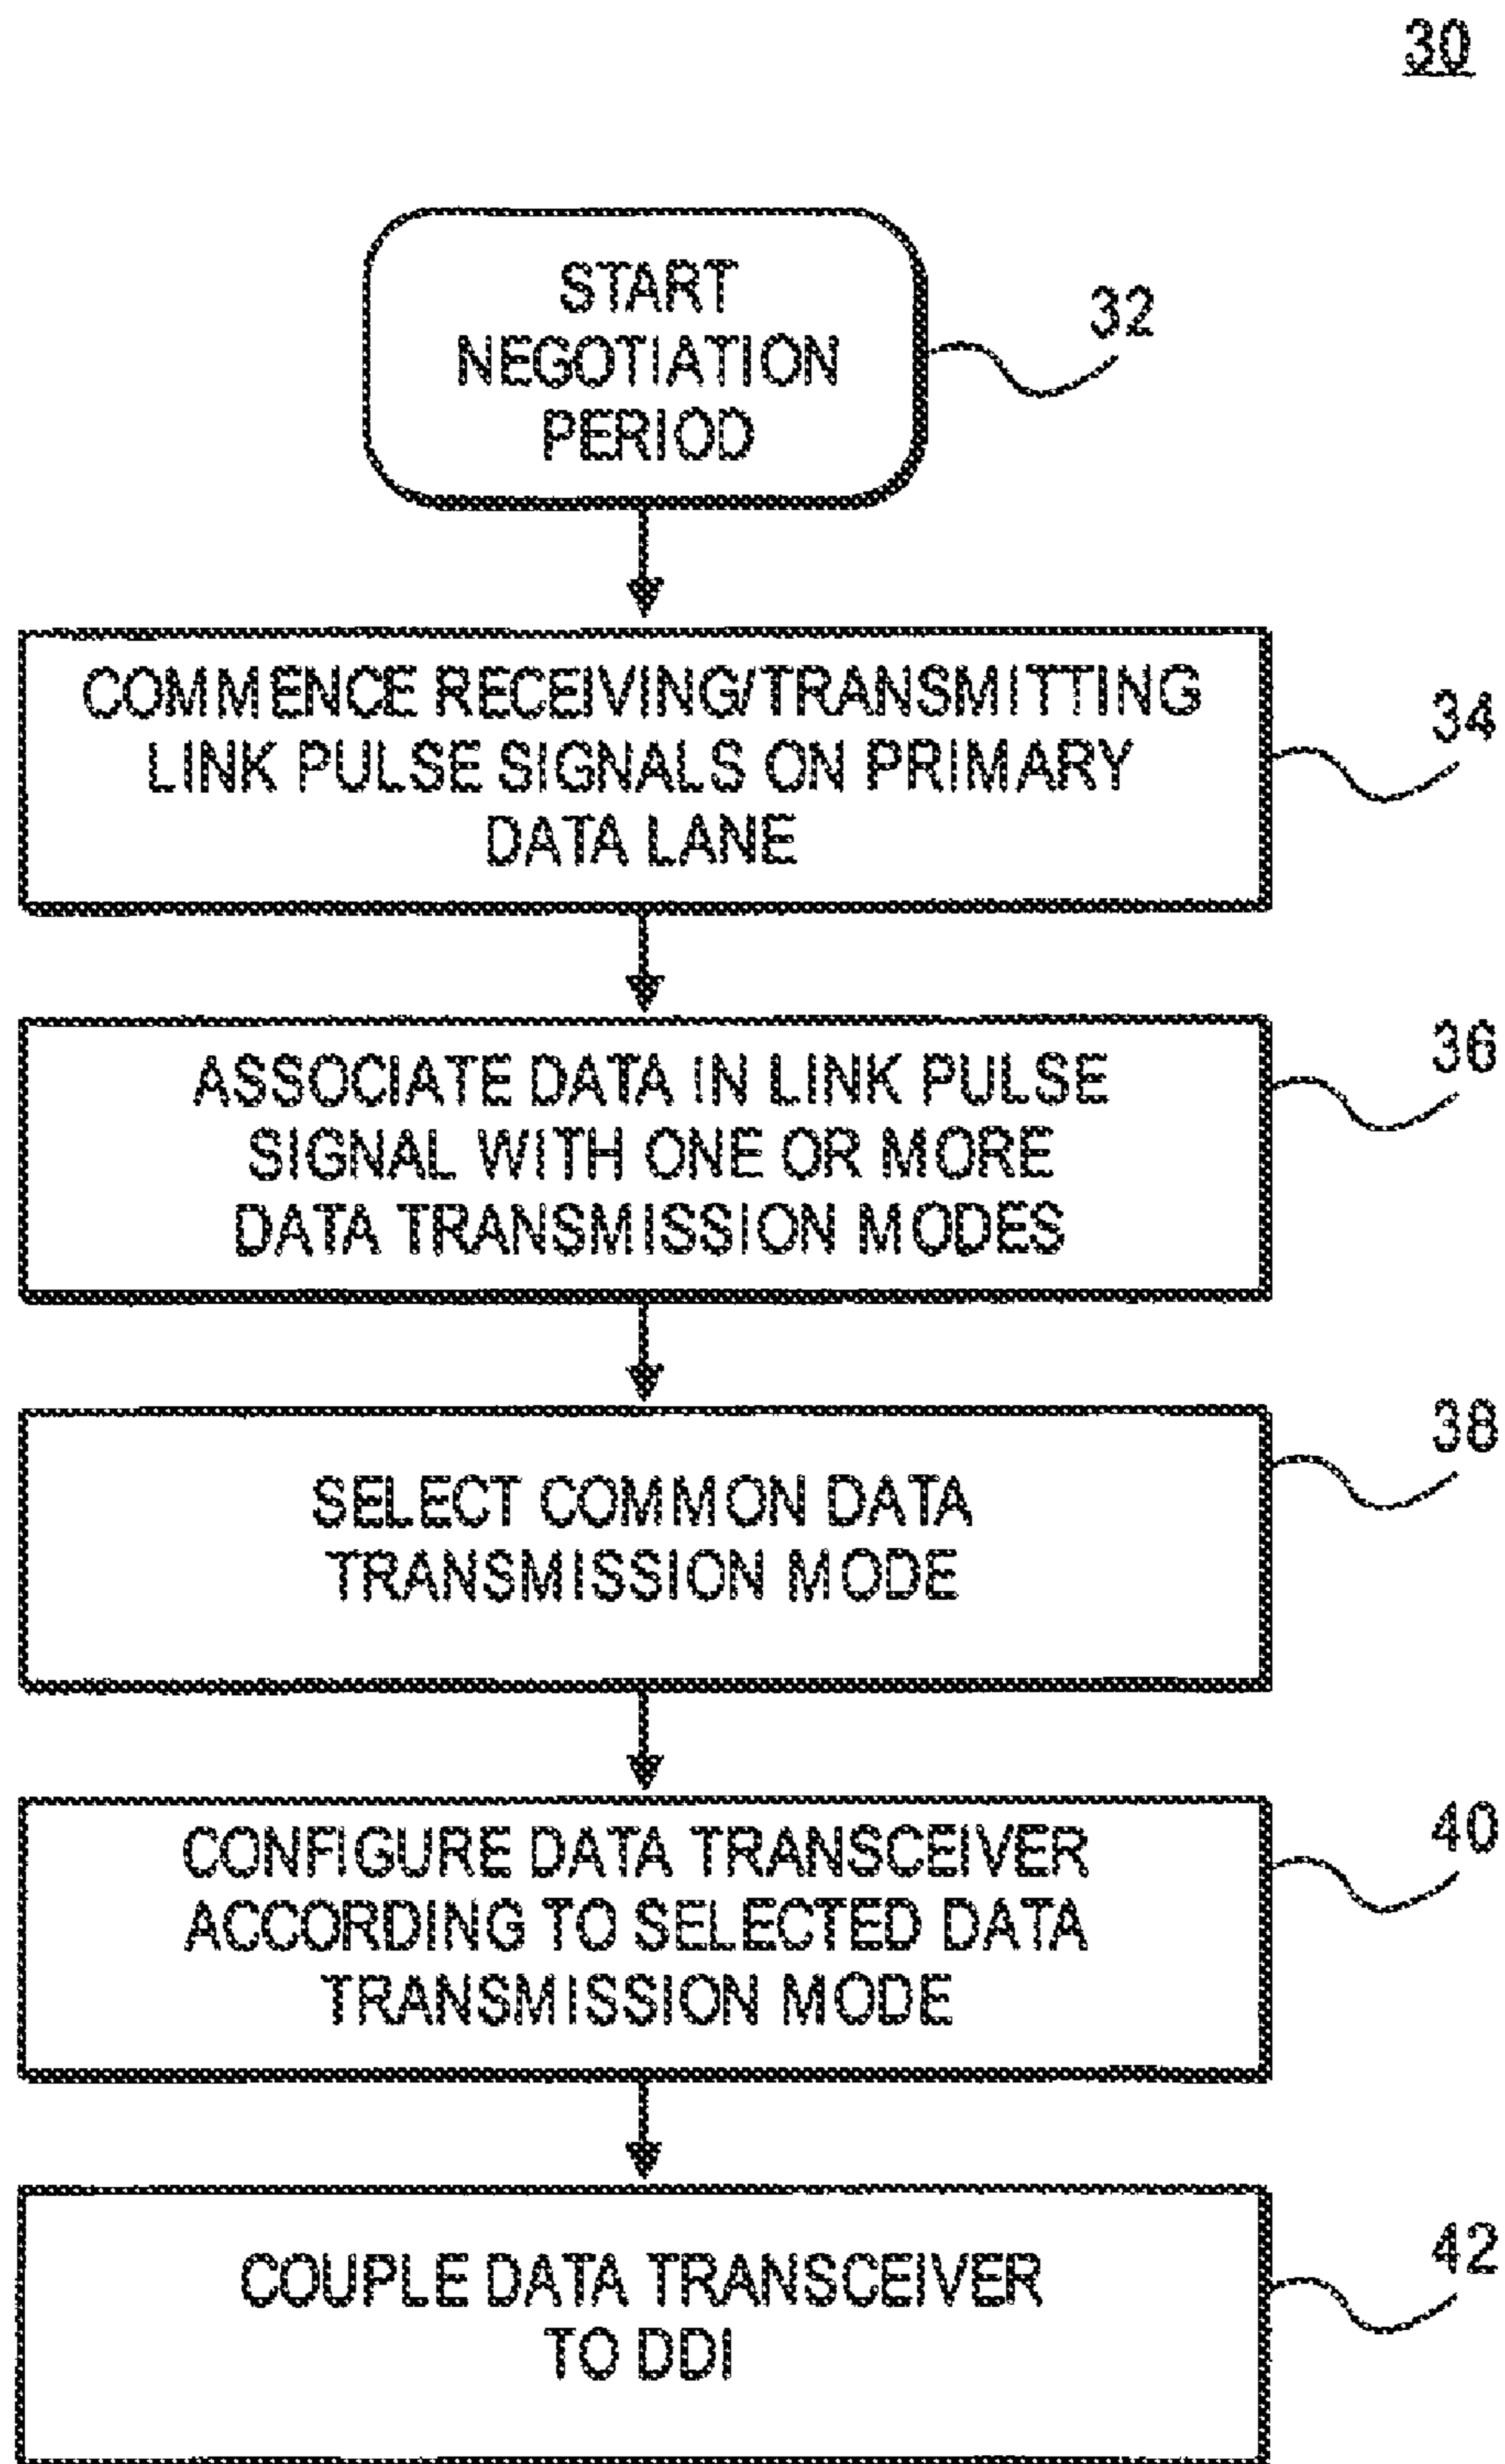 30
START
NEGOTIATION
PERIOD
32
COMMENCE RECEIVING/TRANSMITTING
LINK PULSE SIGNALS ON PRIMARY
DATA LANE
34
ASSOCIATE DATA IN LINK PULSE
SIGNAL WITH ONE OR MORE
DATA TRANSMISSION MODES
36
SELECT COMMON DATA
TRANSMISSION MODE
38
CONFIGURE DATA TRANSCEIVER
ACCORDING TO SELECTED DATA
TRANSMISSION MODE
40
COUPLE DATA TRANSCEIVER
TO DDI
42